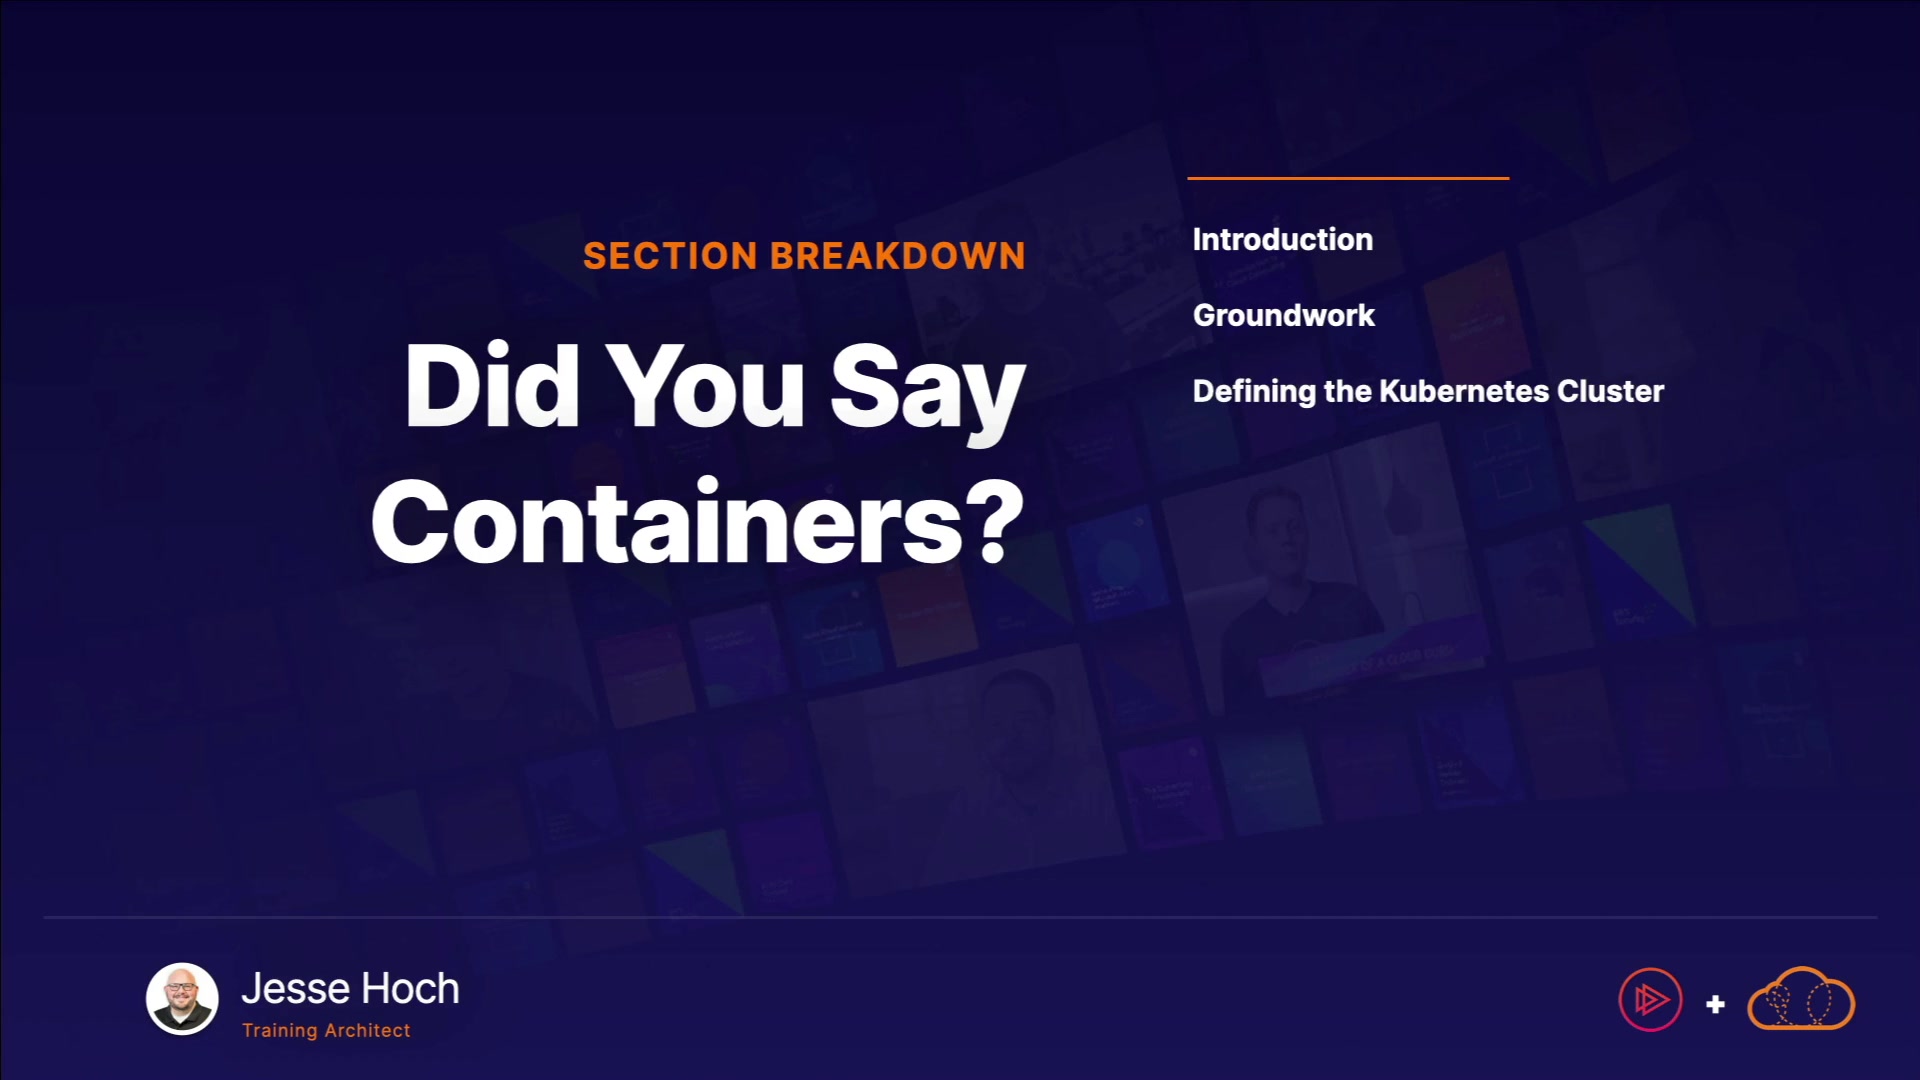 SECTION BREAKDOWN
Did You Say
Containers?
Introduction
Groundwork
Defining the Kubernetes Cluster
Jesse Hoch
Training Architect
+